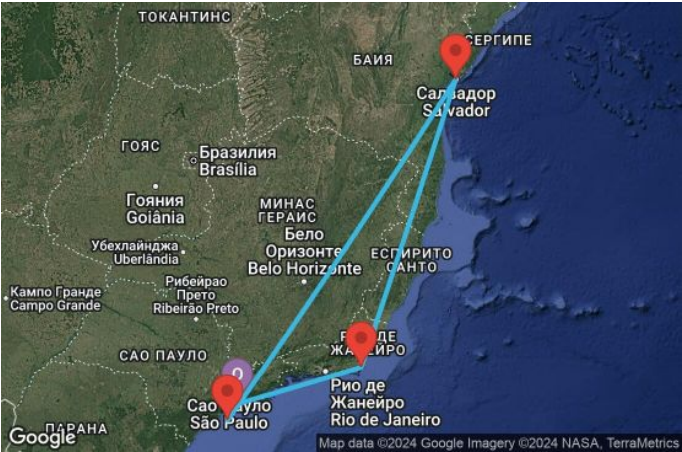 ТОКАНТИНС
СЕРГИПЕ
БАИЯ
Салвадор
Salvador
ГОЯС
Бразилия
Brasília
Гояния
Goiânia
МИНАС
ГЕРАИС
Бело
Оризонте
Belo Horizonte
Убехлайнджа
Uberlândia
ЕСПИРИТО
САНТО
Рибейрао
Прето
Ribeirão Preto
Кампо Гранде
Campo Grande
РИО ДЕ
ЖАНЕЙРО
САО ПАУЛО
O
Рио де
Жанейро
Rio de Janeiro
Сао Пауло
São Paulo
ПАРАНА
Google
Map data ©2024 Google Imagery ©2024 NASA, TerraMetrics